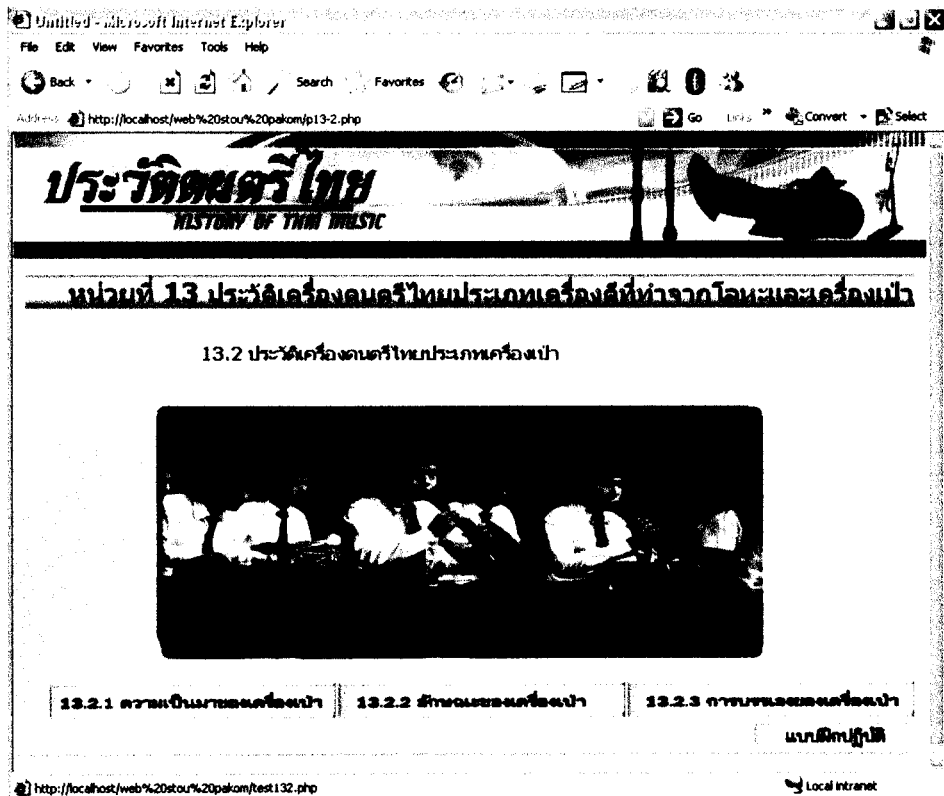 Untitled - Microsoft Internet Explorer
File Edit View Favorites Tools Help
Back Search Favorites
Address http://localhost/web%20stou%20pakom/p13-2.php Go Links » Convert Select
ประวัติดนตรีไทย
HISTORY OF THAI MUSIC
หน่วยที่ 13 ประวัติเครื่องดนตรีไทยประเภทเครื่องตีที่ทำจากโลหะและเครื่องเป่า
13.2 ประวัติเครื่องดนตรีไทยประเภทเครื่องเป่า
13.2.1 ความเป็นมาของเครื่องเป่า 13.2.2 ลักษณะของเครื่องเป่า 13.2.3 การบรรเลงของเครื่องเป่า
แบบฝึกปฏิบัติ
http://localhost/web%20stou%20pakom/test132.php Local intranet